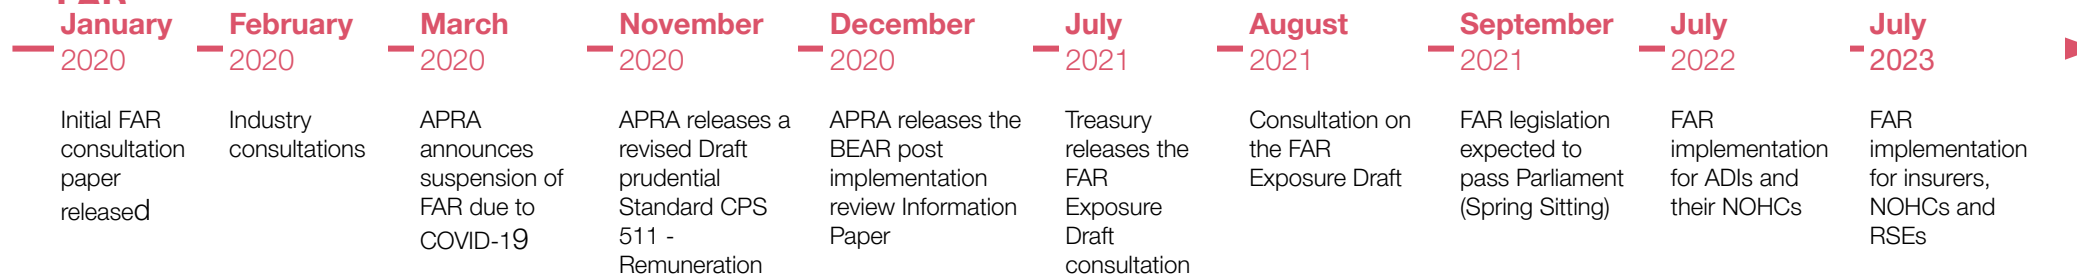 FAR
January
2020
Initial FAR
consultation
paper
released
February
2020
Industry
consultations
March
2020
APRA
announces
suspension of
FAR due to
COVID-19
November
2020
APRA releases a
revised Draft
prudential
Standard CPS
511 -
Remuneration
December
2020
APRA releases the
BEAR post
implementation
review Information
Paper
July
2021
Treasury
releases the
FAR
Exposure
Draft
consultation
August
2021
Consultation on
the FAR
Exposure Draft
September
2021
FAR legislation
expected to
pass Parliament
(Spring Sitting)
July
2022
FAR
implementation
for ADIs and
their NOHCs
July
2023
FAR
implementation
for insurers,
NOHCs and
RSEs